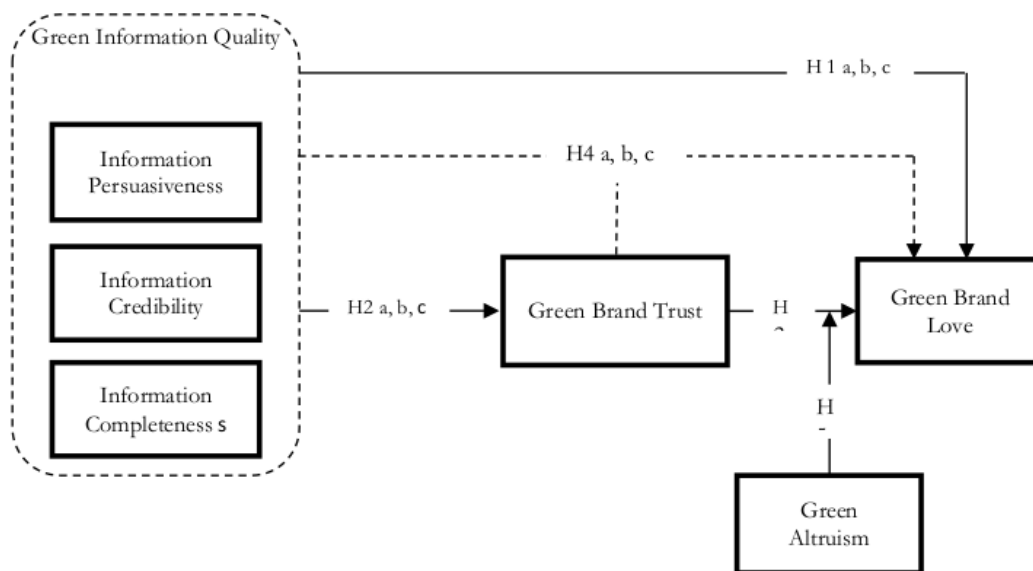 Green Information Quality
H 1 a, b, c
Information
Persuasiveness
H4 a, b, c
Information
Credibility
H2 a, b, c
Green Brand Trust
H
Green Brand
Love
Information
Completeness s
H
Green
Altruism